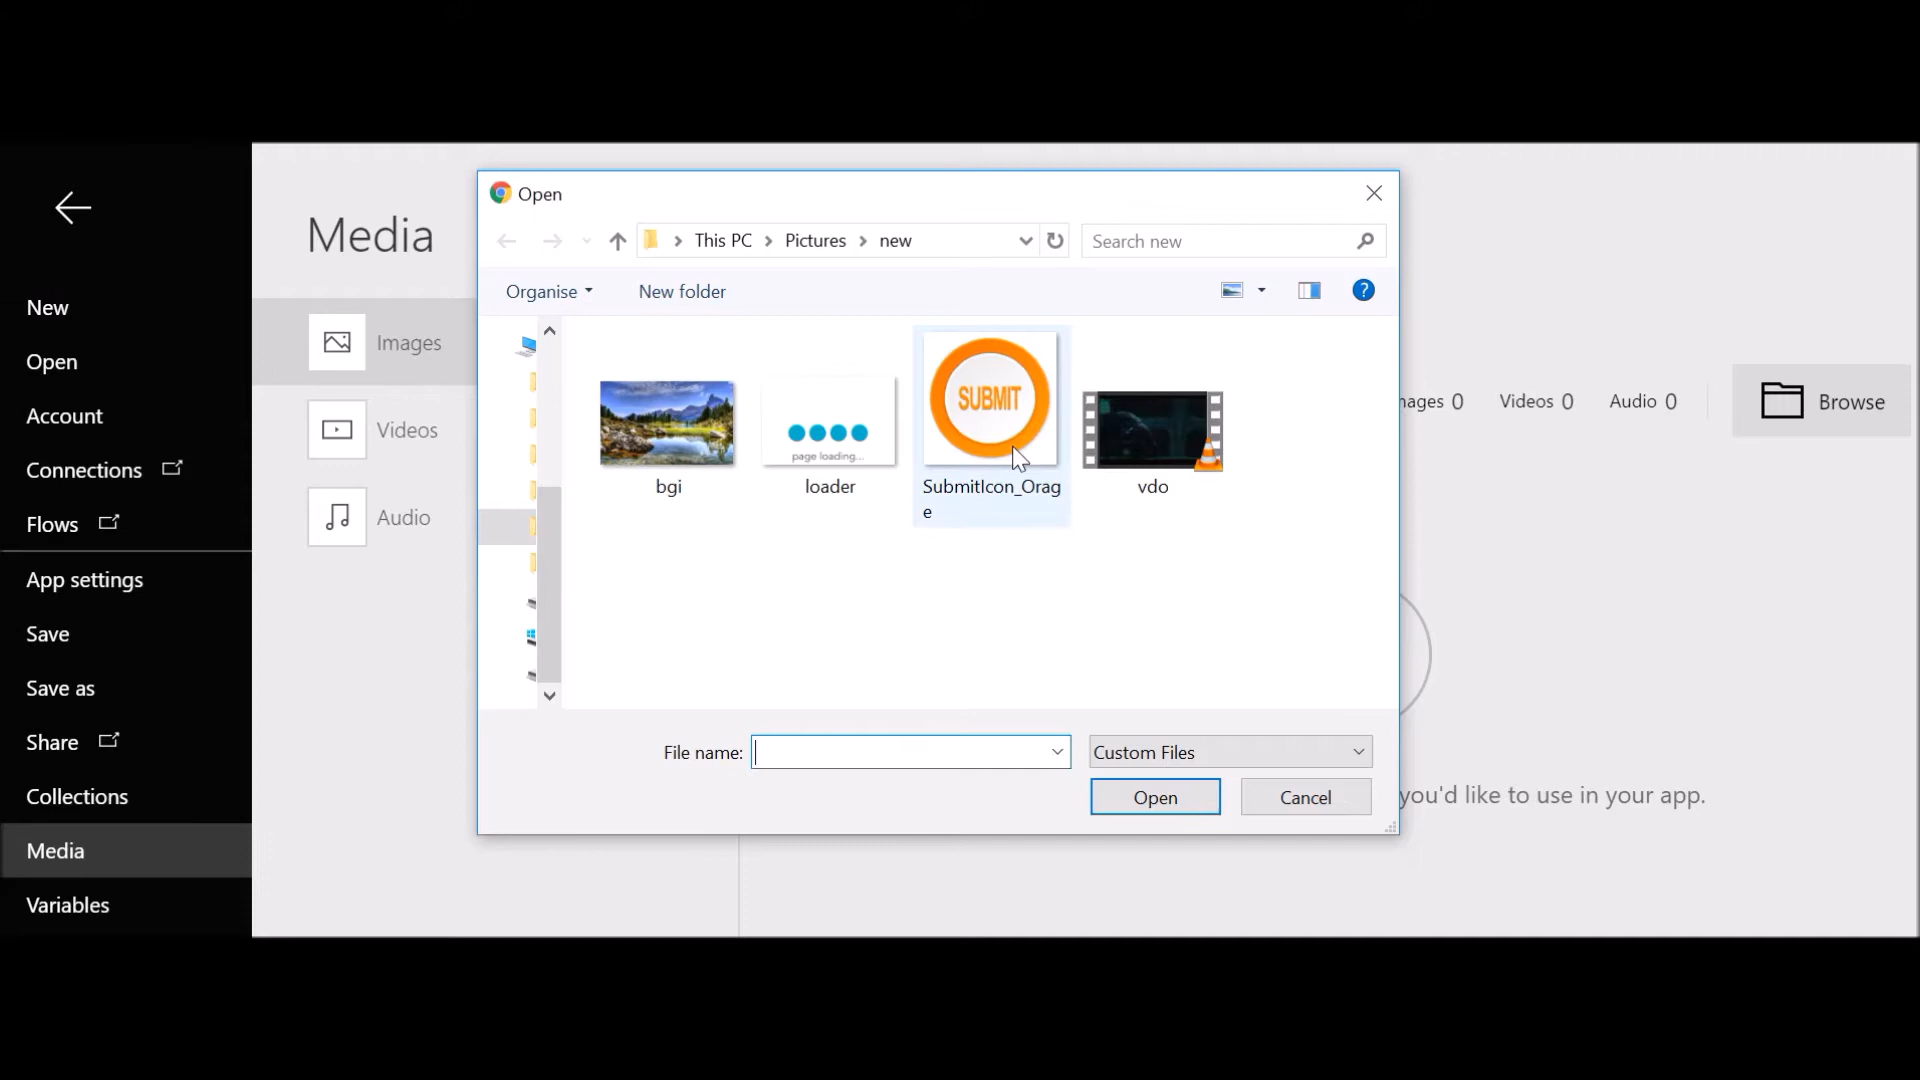 Open
This PC
Pictures
new
Search new
Organise
New folder
Media
New
Open
Account
Connections
Flows
App settings
Save
Save as
Share
Collections
Media
Variables
Images
Videos
Audio
page loading...
SUBMIT
bgi
loader
SubmitIcon_Orag
e
vdo
mages 0
Videos 0
Audio 0
Browse
File name:
Custom Files
Open
Cancel
you'd like to use in your app.